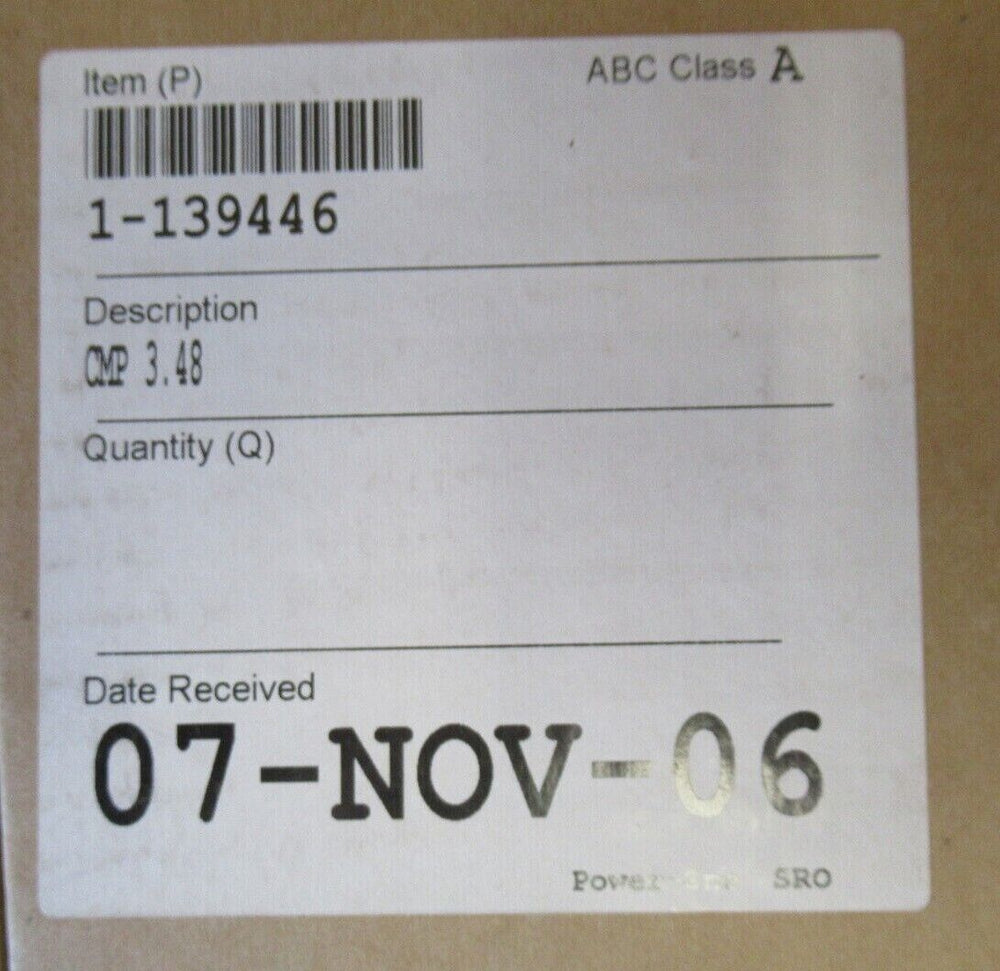 Item (P)
ABC Class A
1-139446
Description
CMP 3.48
Quantity (Q)
Date Received
07-NOV-06
SRO